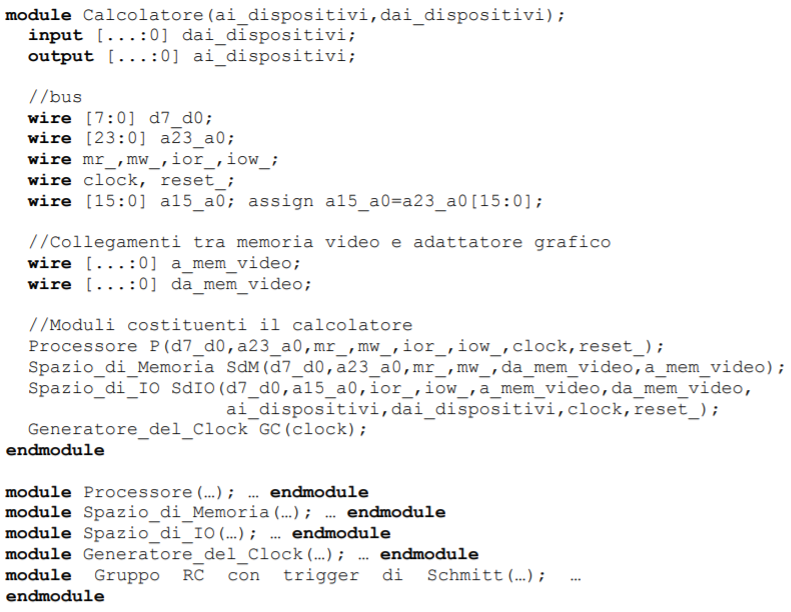 module Calcolatore(ai_dispositivi,dai_dispositivi);
input [...:0] dai_dispositivi;
output [...:0] ai_dispositivi;
//bus
wire [7:0] d7_d0;
wire [23:0] a23_a0;
wire mr_,mw_,ior_,iow_;
wire clock, reset_;
wire [15:0] a15_a0; assign a15_a0=a23_a0[15:0];
//Collegamenti tra memoria video e adattatore grafico
wire [...:0] a_mem_video;
wire [...:0] da_mem_video;
//Moduli costituenti il calcolatore
Processore P(d7_d0,a23_a0,mr_,mw_,ior_,iow_,clock,reset_);
Spazio_di_Memoria SdM(d7_d0,a23_a0,mr_,mw_,da_mem_video,a_mem_video);
Spazio_di_IO SdIO(d7_d0,a15_a0,ior_,iow_,a_mem_video,da_mem_video,
ai_dispositivi,dai_dispositivi,clock,reset_);
Generatore_del_Clock GC(clock);
endmodule
module Processore(…); … endmodule
module Spazio_di_Memoria(…); … endmodule
module Spazio_di_IO(…); … endmodule
module Generatore_del_Clock(…); … endmodule
module Gruppo RC con trigger di Schmitt(…); …
endmodule